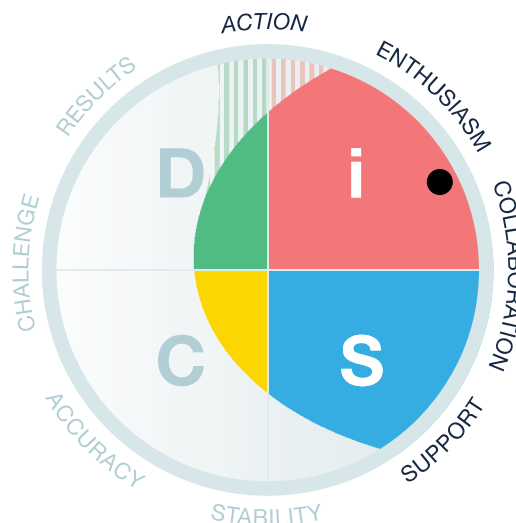 ACTION
ENTHUSIASM
COLLABORATION
SUPPORT
STABILITY
ACCURACY
CHALLENGE
RESULTS
D
i
C
S